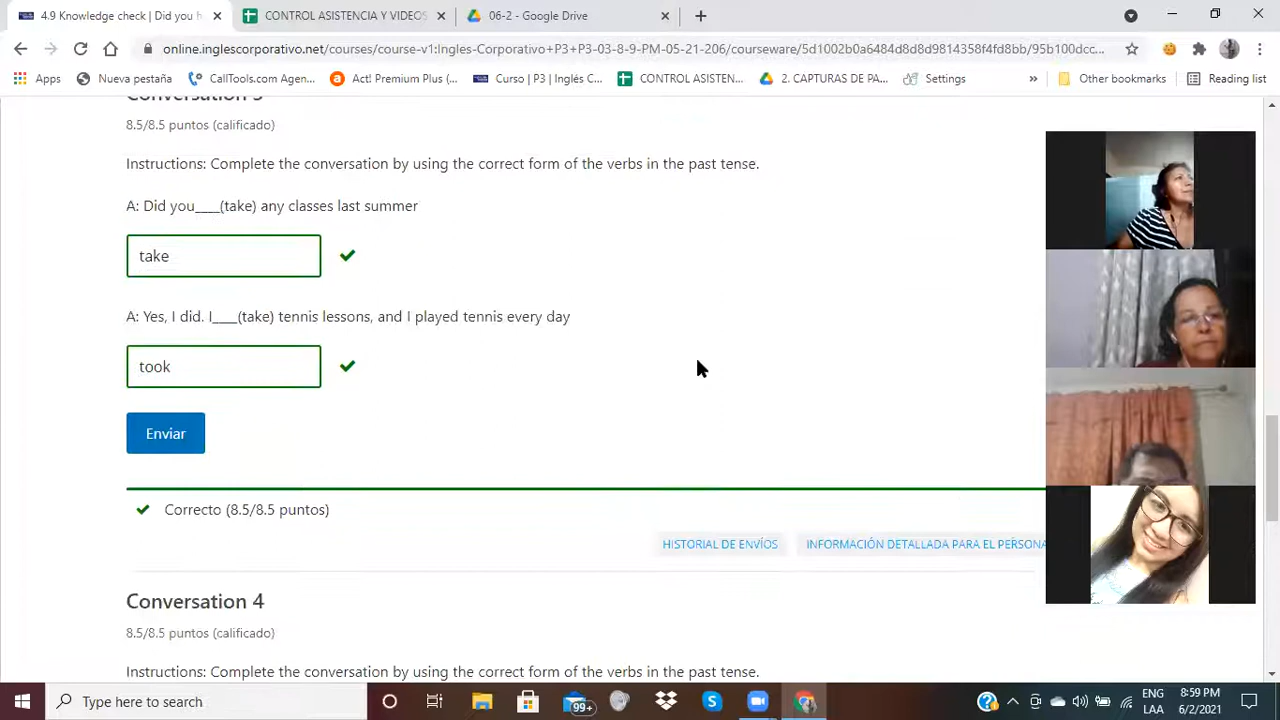 4.9 Knowledge check | Did you h
CONTROL ASISTENCIA Y VIDEOS
06-2 - Google Drive
online.inglescorporativo.net/courses/course-v1:Ingles-Corporativo+P3+P3-03-8-9-PM-05-21-206/courseware/5d1002b0a6484d8d8d9814358f4fd8bb/95b100dcc...
Apps
Nueva pestaña
CallTools.com Agen...
Act! Premium Plus (...
Curso | P3 | Inglés C...
CONTROL ASISTEN...
2. CAPTURAS DE PA...
Settings
»
Other bookmarks
Reading list
Conversation 3
8.5/8.5 puntos (calificado)
Instructions: Complete the conversation by using the correct form of the verbs in the past tense.
A: Did you____(take) any classes last summer
take
A: Yes, I did. I____(take) tennis lessons, and I played tennis every day
took
Enviar
Correcto (8.5/8.5 puntos)
HISTORIAL DE ENVÍOS
INFORMACIÓN DETALLADA PARA EL PERSONA
Conversation 4
8.5/8.5 puntos (calificado)
Instructions: Complete the conversation by using the correct form of the verbs in the past tense.
Type here to search
99+
ENG
LAA
8:59 PM
6/2/2021